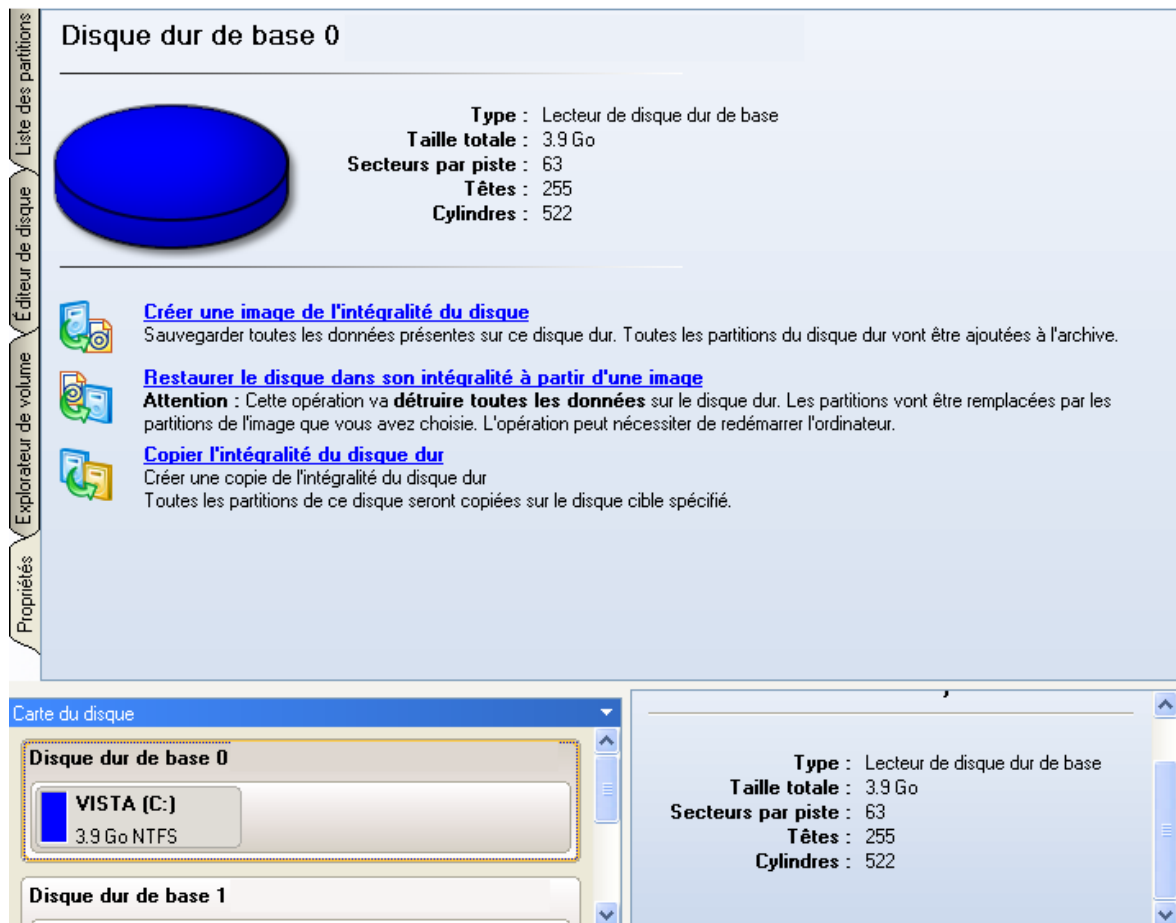 Disque dur de base 0
Liste des partitions
Éditeur de disque
Explorateur de volume
Propriétés
Type : Lecteur de disque dur de base
Taille totale : 3.9 Go
Secteurs par piste : 63
Têtes : 255
Cylindres : 522
Créer une image de l'intégralité du disque
Sauvegarder toutes les données présentes sur ce disque dur. Toutes les partitions du disque dur vont être ajoutées à l'archive.
Restaurer le disque dans son intégralité à partir d'une image
Attention : Cette opération va détruire toutes les données sur le disque dur. Les partitions vont être remplacées par les
partitions de l'image que vous avez choisie. L'opération peut nécessiter de redémarrer l'ordinateur.
Copier l'intégralité du disque dur
Créer une copie de l'intégralité du disque dur
Toutes les partitions de ce disque seront copiées sur le disque cible spécifié.
Carte du disque
Disque dur de base 0
VISTA (C:)
3.9 Go NTFS
Disque dur de base 1
Type : Lecteur de disque dur de base
Taille totale : 3.9 Go
Secteurs par piste : 63
Têtes : 255
Cylindres : 522